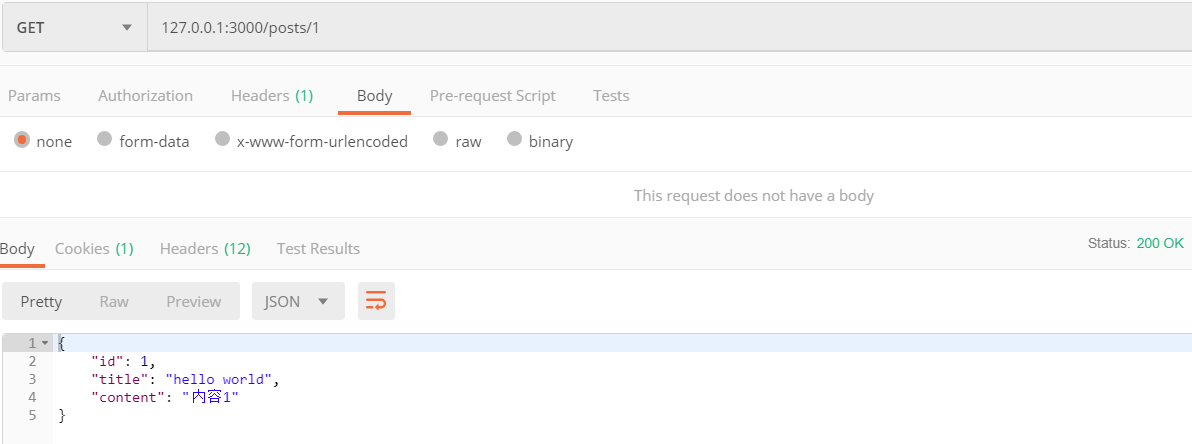 GET 127.0.0.1:3000/posts/1
Params Authorization Headers (1) Body Pre-request Script Tests
none form-data x-www-form-urlencoded raw binary
This request does not have a body
Body Cookies (1) Headers (12) Test Results Status: 200 OK
Pretty Raw Preview JSON
1 {
2 "id": 1,
3 "title": "hello world",
4 "content": "内容1"
5 }